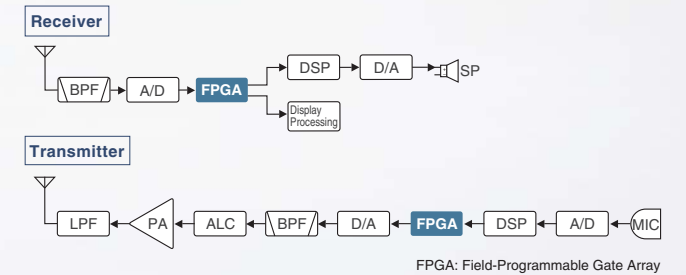 Receiver
BPF
A/D
FPGA
DSP
D/A
SP
Display
Processing
Transmitter
LPF
PA
ALC
BPF
D/A
FPGA
DSP
A/D
MIC
FPGA: Field-Programmable Gate Array